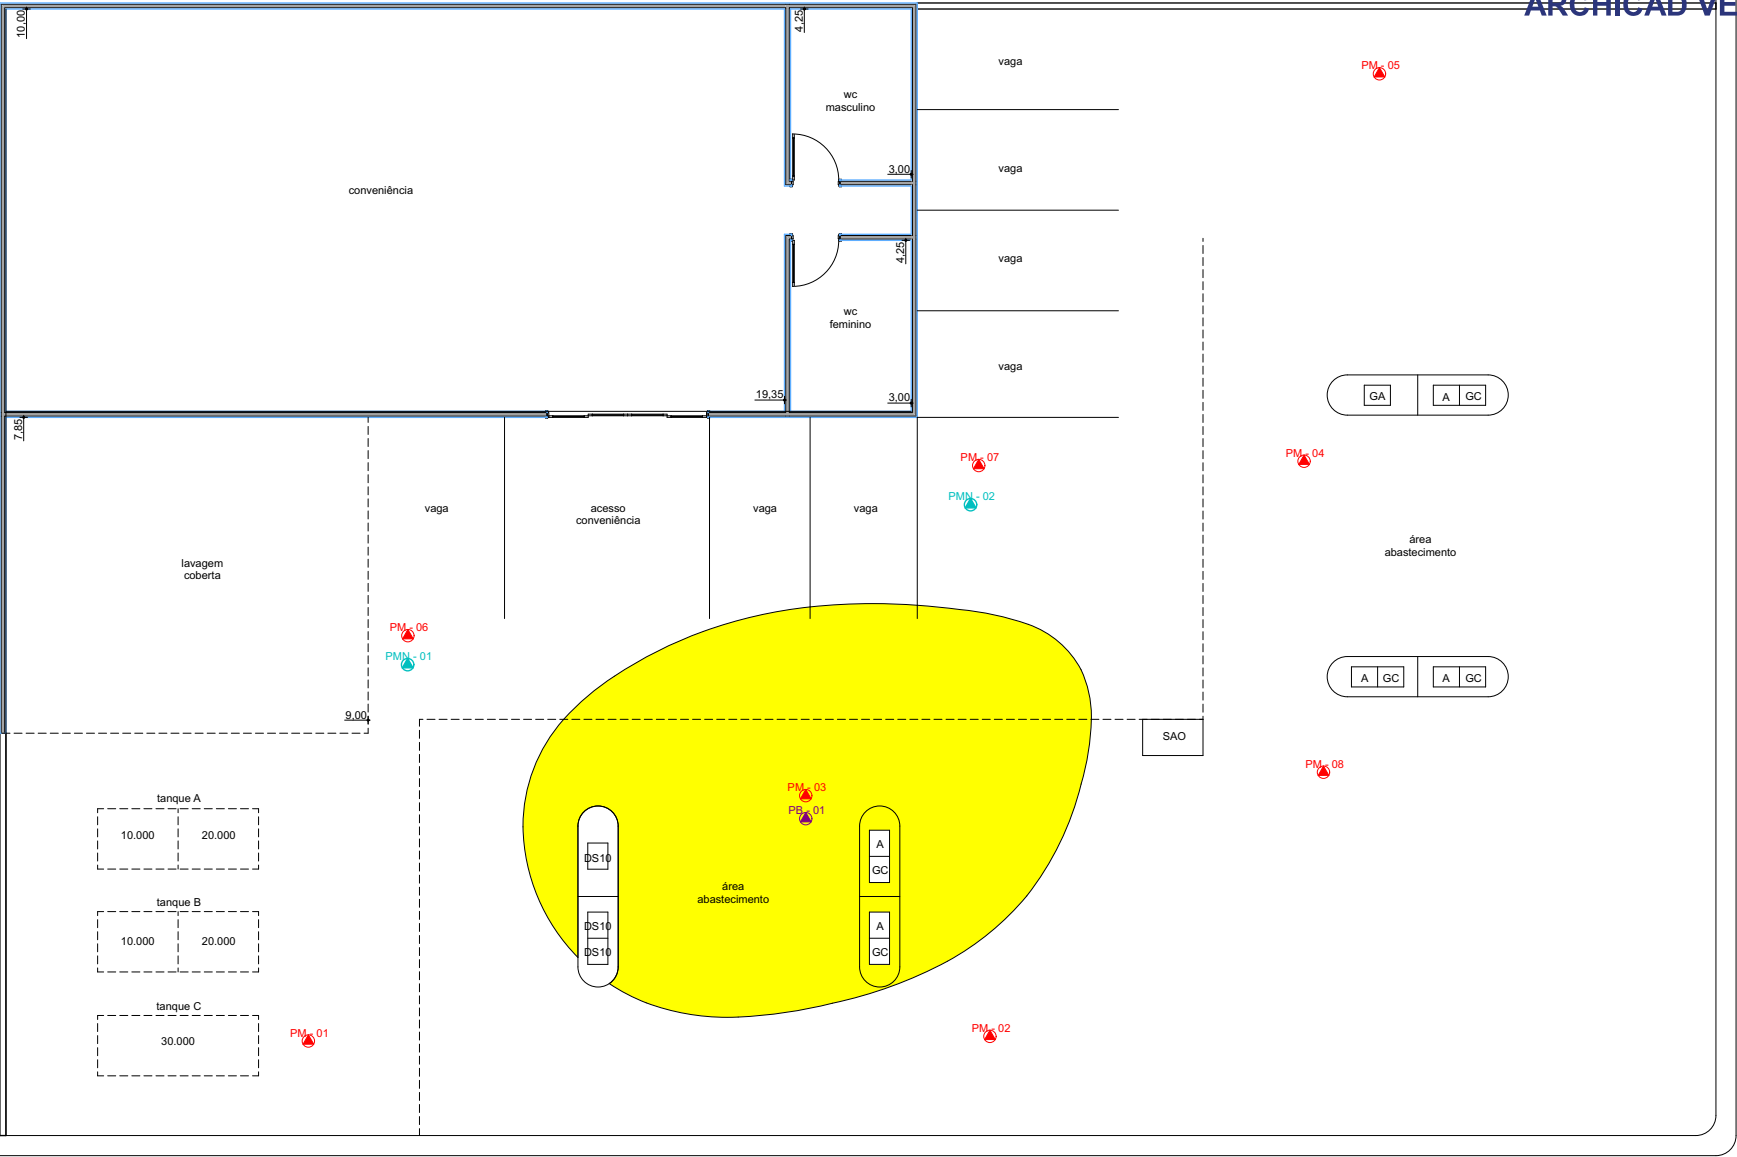 ARCHICAD VE
10,00
4,25
vaga
PM - 05
wc
masculino
3,00
vaga
conveniência
4,25
vaga
wc
feminino
vaga
19,35
3,00
GA
A
GC
7,85
PM - 07
PM - 04
PMN - 02
vaga
acesso
conveniência
vaga
vaga
área
abastecimento
lavagem
coberta
PM - 06
PMN - 01
A
GC
A
GC
9,00
SAO
PM - 08
PM - 03
PB - 01
tanque A
10.000
20.000
DS10
A
GC
área
abastecimento
tanque B
10.000
20.000
DS10
DS10
A
GC
tanque C
30.000
PM - 01
PM - 02